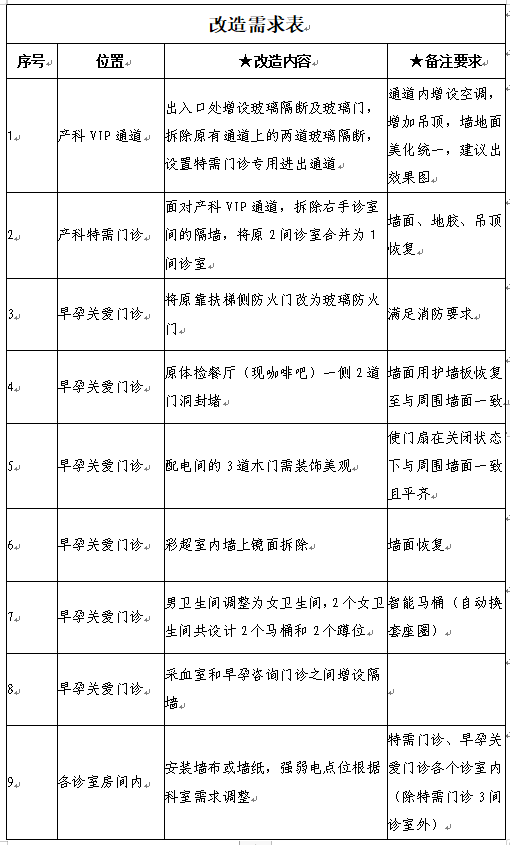 改造需求表
序号 位置 ★改造内容 ★备注要求
1 产科 VIP 通道
出入口处增设玻璃隔断及玻璃门，
拆除原有通道上的两道玻璃隔断，
设置特需门诊专用进出通道
通道内增设空调，
增加吊顶，墙地面
美化统一，建议出
效果图
2 产科特需门诊
面对产科 VIP 通道，拆除右手诊室
间的隔墙，将原 2 间诊室合并为 1
间诊室
墙面、地胶、吊顶
恢复
3 早孕关爱门诊
将原靠扶梯侧防火门改为玻璃防火
门
满足消防要求
4 早孕关爱门诊
原体检餐厅（现咖啡吧）一侧 2 道
门洞封墙
墙面用护墙板恢复
至与周围墙面一致
5 早孕关爱门诊
配电间的 3 道木门需装饰美观
使门扇在关闭状态
下与周围墙面一致
且平齐
6 早孕关爱门诊
彩超室内墙上镜面拆除
墙面恢复
7 早孕关爱门诊
男卫生间调整为女卫生间，2 个女卫
生间共设计 2 个马桶和 2 个蹲位
智能马桶（自动换
套座圈）
8 早孕关爱门诊
采血室和早孕咨询门诊之间增设隔
墙
9 各诊室房间内
安装墙布或墙纸，强弱电点位根据
科室需求调整
特需门诊、早孕关
爱门诊各个诊室内
（除特需门诊 3 间
诊室外）